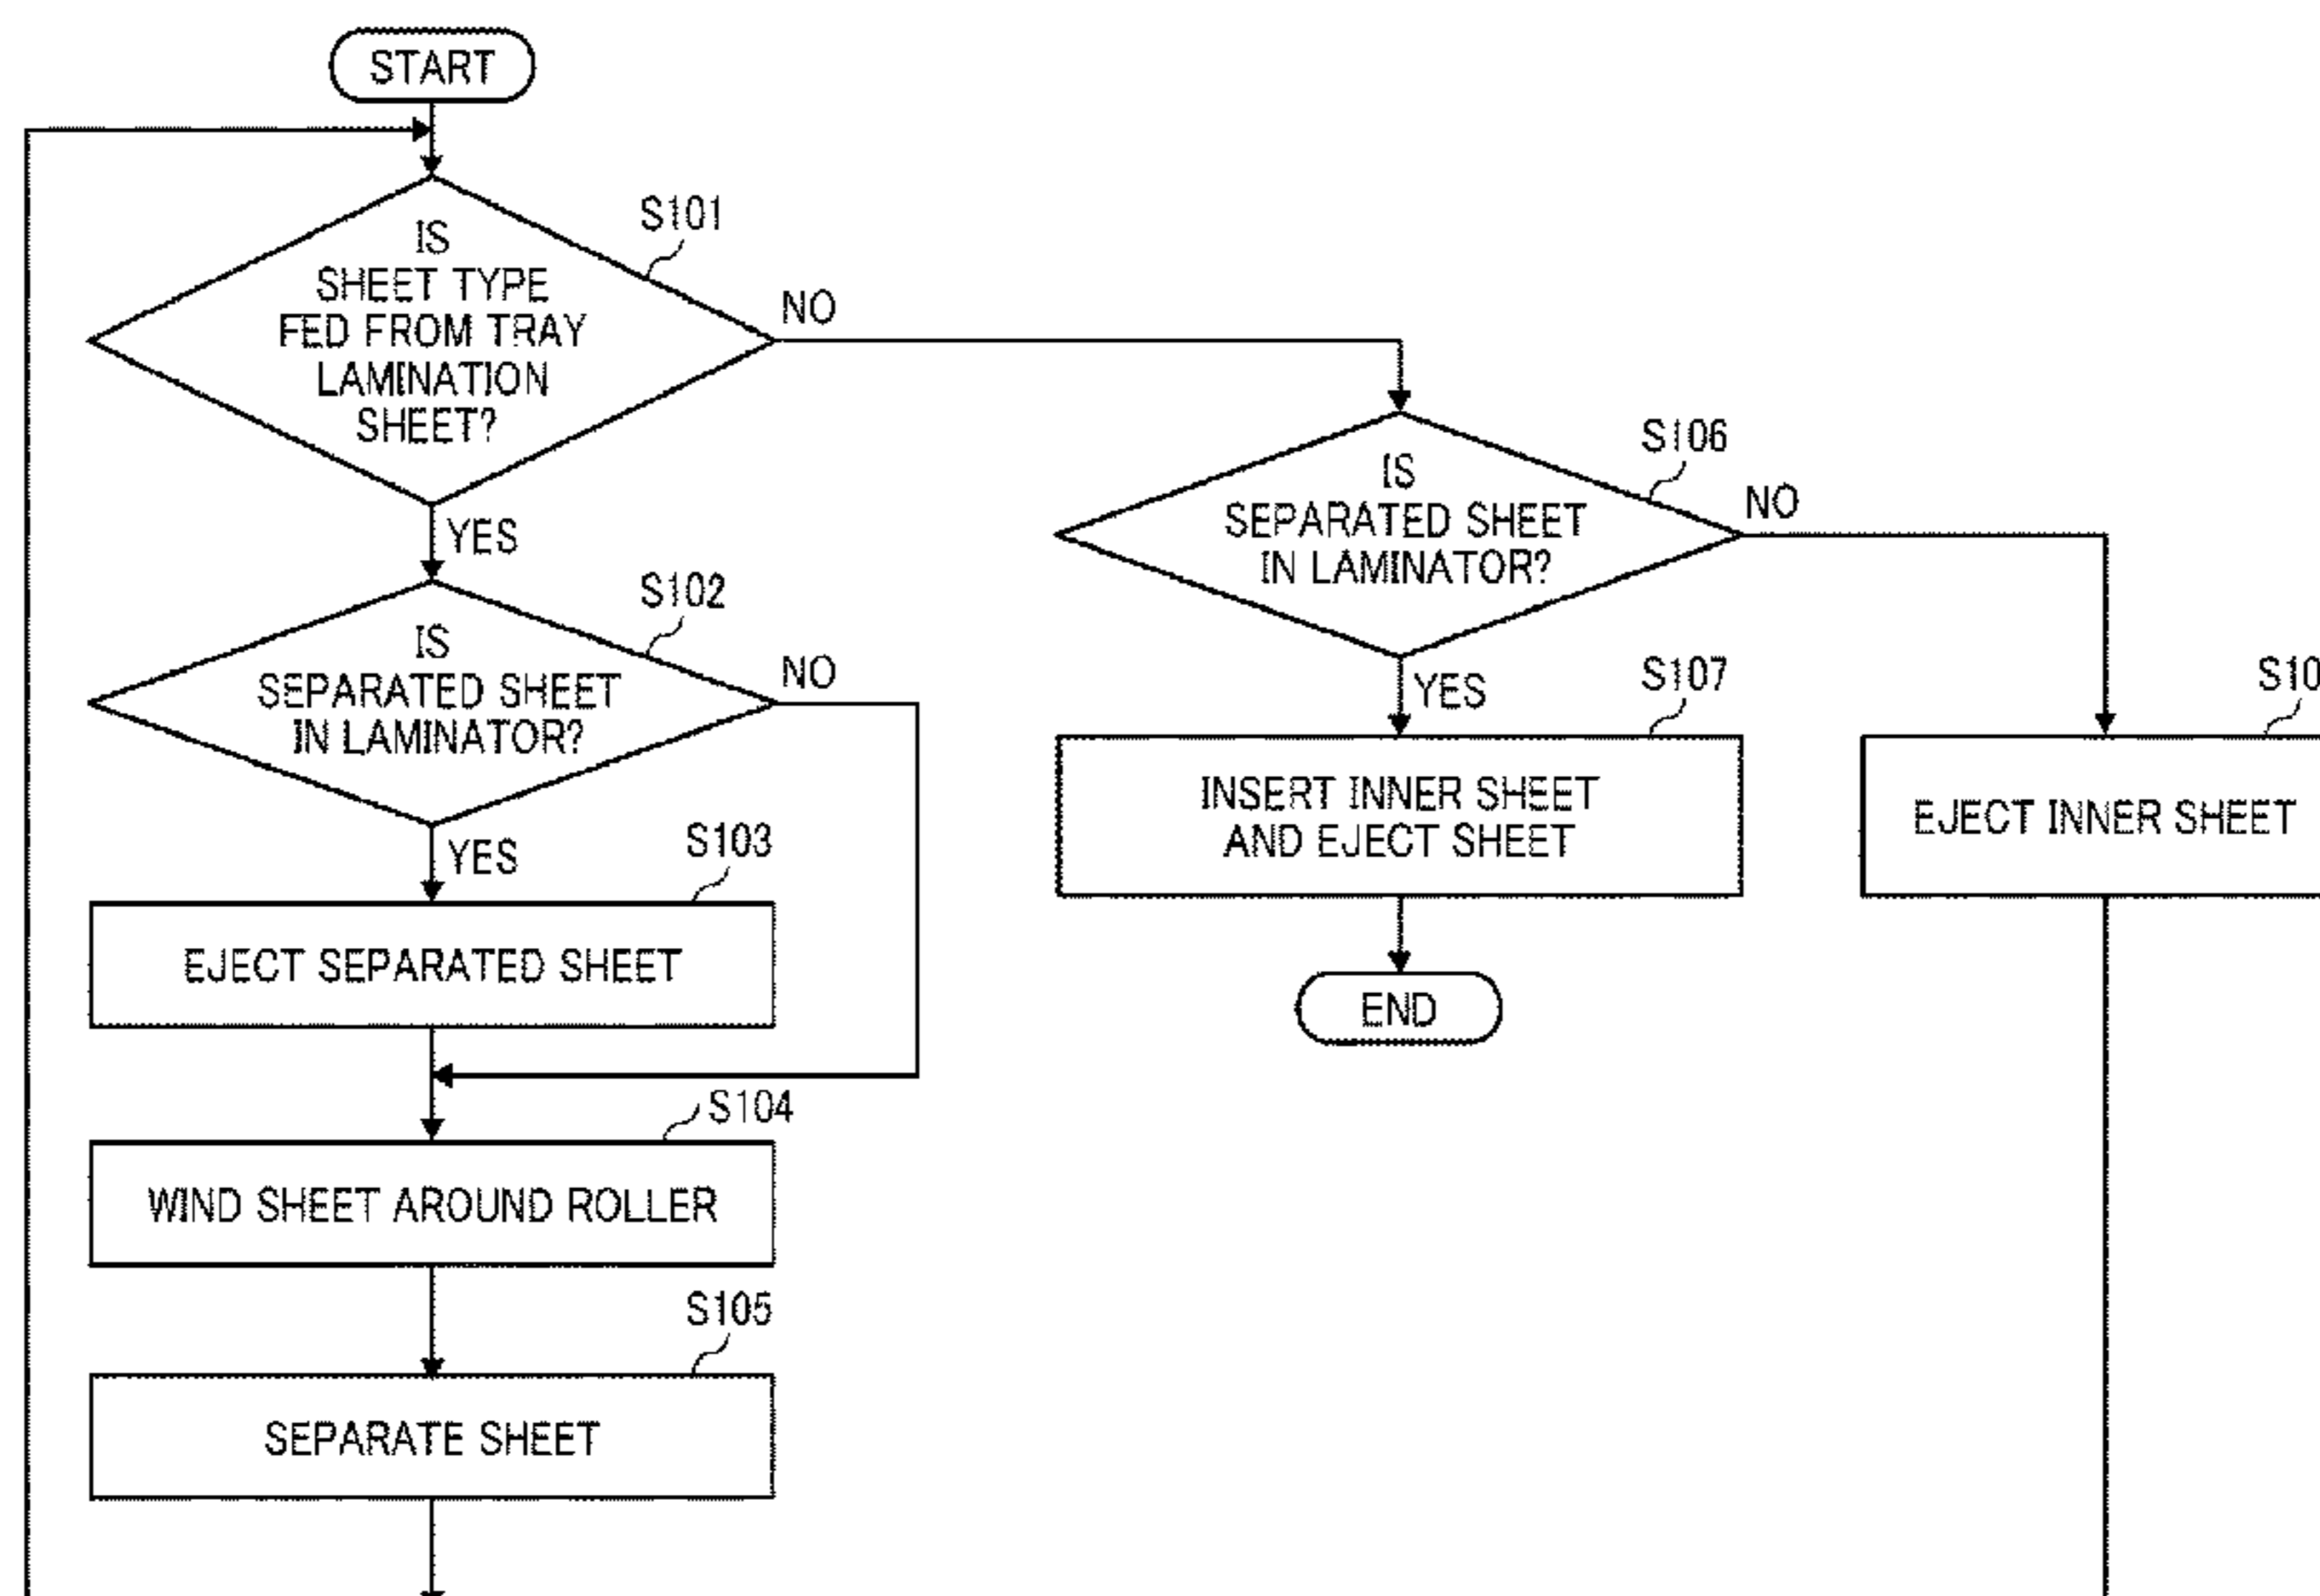 START
S101
IS
SHEET TYPE
FED FROM TRAY
LAMINATION
SHEET?
NO
YES
S102
IS
SEPARATED SHEET
IN LAMINATOR?
NO
YES
S103
EJECT SEPARATED SHEET
S104
WIND SHEET AROUND ROLLER
S105
SEPARATE SHEET
S106
IS
SEPARATED SHEET
IN LAMINATOR?
NO
YES
S107
INSERT INNER SHEET
AND EJECT SHEET
END
EJECT INNER SHEET